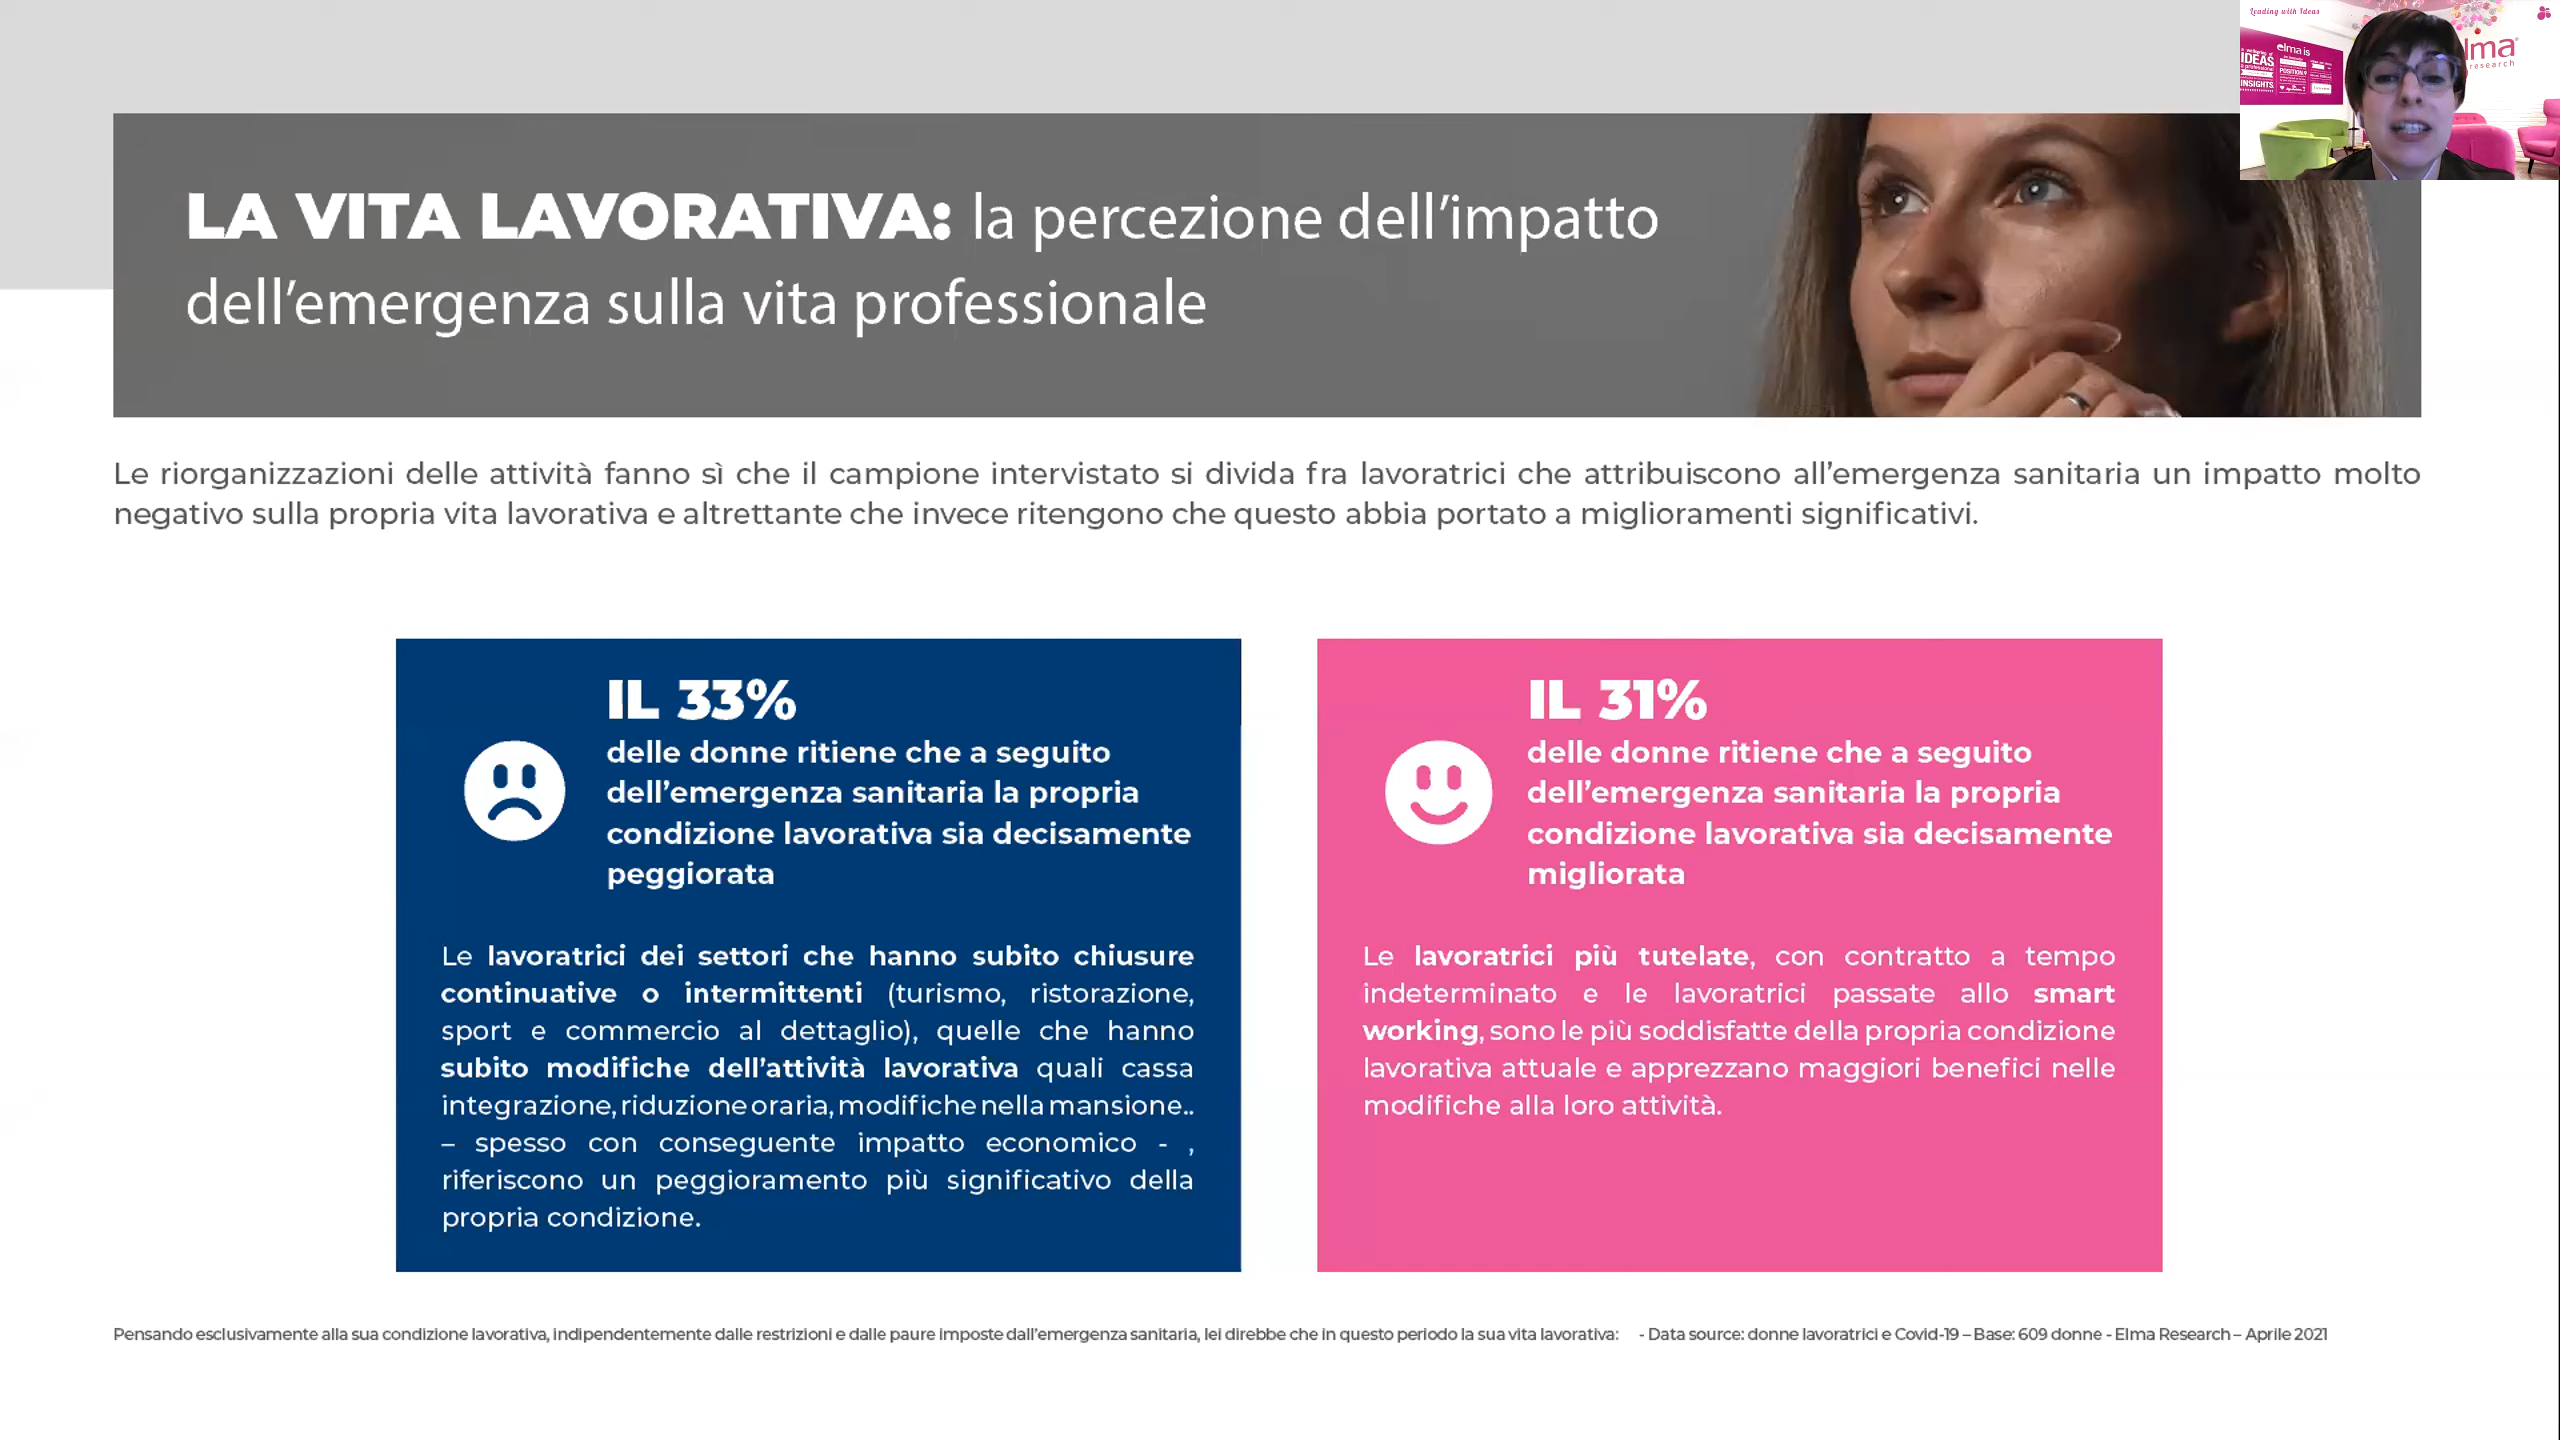 Leading with Ideas
elma is
IDEAS
POSITION?
INSIGHTS
lma
research
LA VITA LAVORATIVA: la percezione dell’impatto
dell’emergenza sulla vita professionale
Le riorganizzazioni delle attività fanno sì che il campione intervistato si divida fra lavoratrici che attribuiscono all’emergenza sanitaria un impatto molto
negativo sulla propria vita lavorativa e altrettante che invece ritengono che questo abbia portato a miglioramenti significativi.
IL 33%
delle donne ritiene che a seguito
dell’emergenza sanitaria la propria
condizione lavorativa sia decisamente
peggiorata
Le lavoratrici dei settori che hanno subito chiusure
continuative o intermittenti (turismo, ristorazione,
sport e commercio al dettaglio), quelle che hanno
subito modifiche dell’attività lavorativa quali cassa
integrazione, riduzione oraria, modifiche nella mansione..
– spesso con conseguente impatto economico - ,
riferiscono un peggioramento più significativo della
propria condizione.
IL 31%
delle donne ritiene che a seguito
dell’emergenza sanitaria la propria
condizione lavorativa sia decisamente
migliorata
Le lavoratrici più tutelate, con contratto a tempo
indeterminato e le lavoratrici passate allo smart
working, sono le più soddisfatte della propria condizione
lavorativa attuale e apprezzano maggiori benefici nelle
modifiche alla loro attività.
Pensando esclusivamente alla sua condizione lavorativa, indipendentemente dalle restrizioni e dalle paure imposte dall’emergenza sanitaria, lei direbbe che in questo periodo la sua vita lavorativa: - Data source: donne lavoratrici e Covid-19 – Base: 609 donne - Elma Research – Aprile 2021